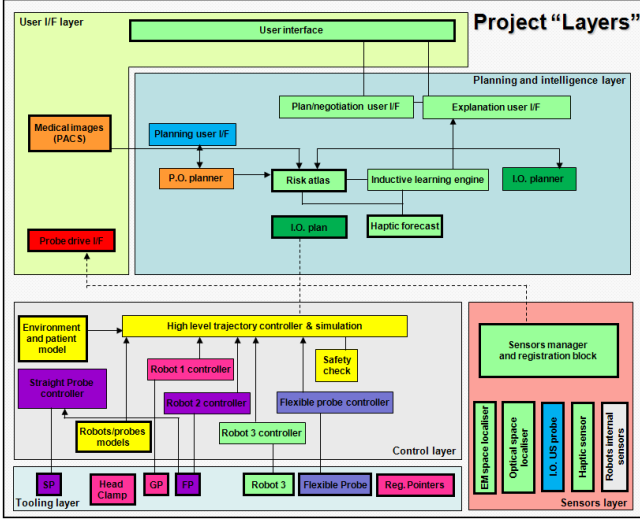 User I/F layer
Project “Layers”
User interface
Planning and intelligence layer
Plan/negotiation user I/F
Explanation user I/F
Medical images
(PACS)
Planning user I/F
P.O. planner
Risk atlas
Inductive learning engine
I.O. planner
I.O. plan
Haptic forecast
Probe drive I/F
Environment
and patient
model
High level trajectory controller & simulation
Sensors manager
and registration block
Safety
check
Robot 1 controller
Straight Probe
controller
Robot 2 controller
Flexible probe controller
Robots/probes
models
Robot 3 controller
Control layer
EM space localiser
Optical space
localiser
I.O. US probe
Haptic sensor
Robots internal
sensors
SP
Head
Clamp
GP
FP
Robot 3
Flexible Probe
Reg. Pointers
Tooling layer
Sensors layer